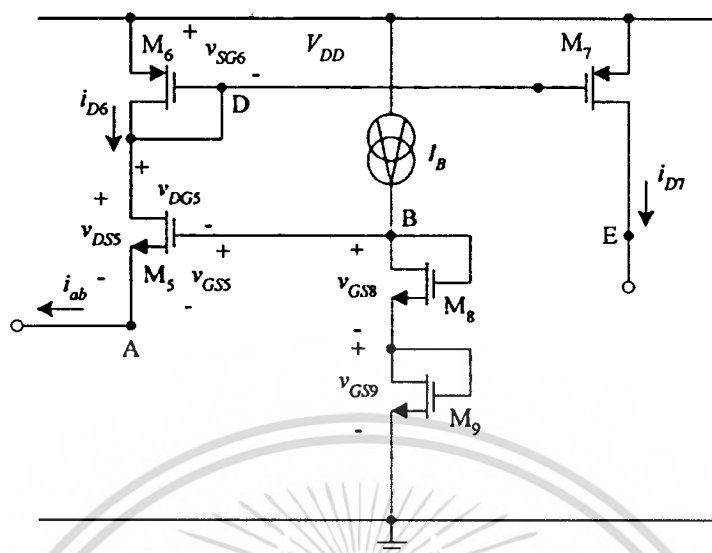 M6
+
vSG6
-
VDD
M7
iD6
D
IB
iD7
+
+
vDG5
-
vDS5
-
M5
+
vGS5
-
B
+
vGS8
-
M8
E
iab
A
+
vGS9
-
M9